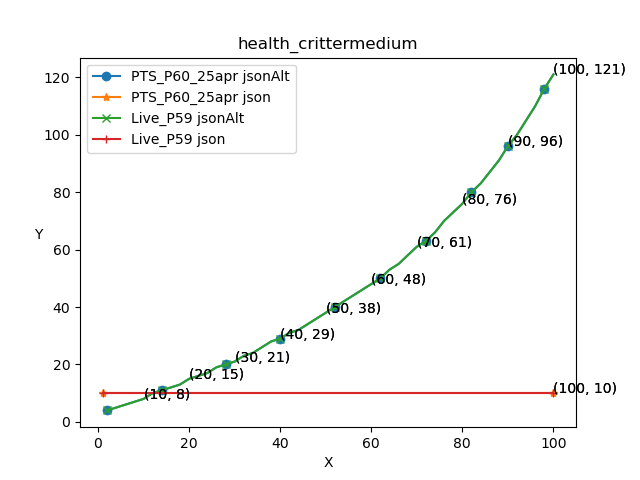 health_crittermedium
PTS_P60_25apr jsonAlt
PTS_P60_25apr json
Live_P59 jsonAlt
Live_P59 json
(100, 121)
(90, 96)
(80, 76)
(70, 61)
(60, 48)
(50, 38)
(40, 29)
(30, 21)
(20, 15)
(10, 8)
(100, 10)
Y
120
100
80
60
40
20
0
0 20 40 60 80 100
X